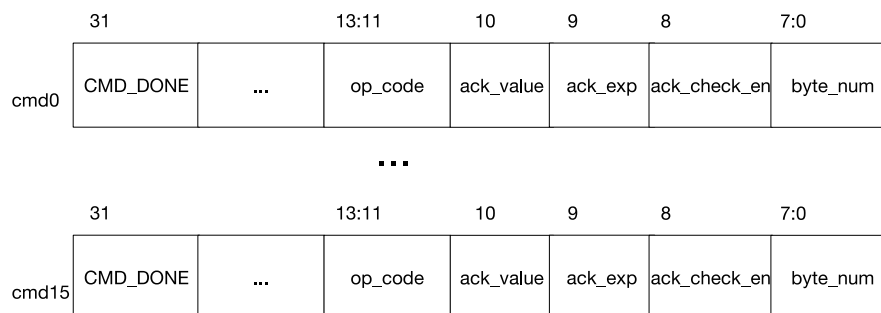 31 13:11 10 9 8 7:0
cmd0 CMD_DONE ... op_code ack_value ack_exp ack_check_en byte_num
...
31 13:11 10 9 8 7:0
cmd15 CMD_DONE ... op_code ack_value ack_exp ack_check_en byte_num